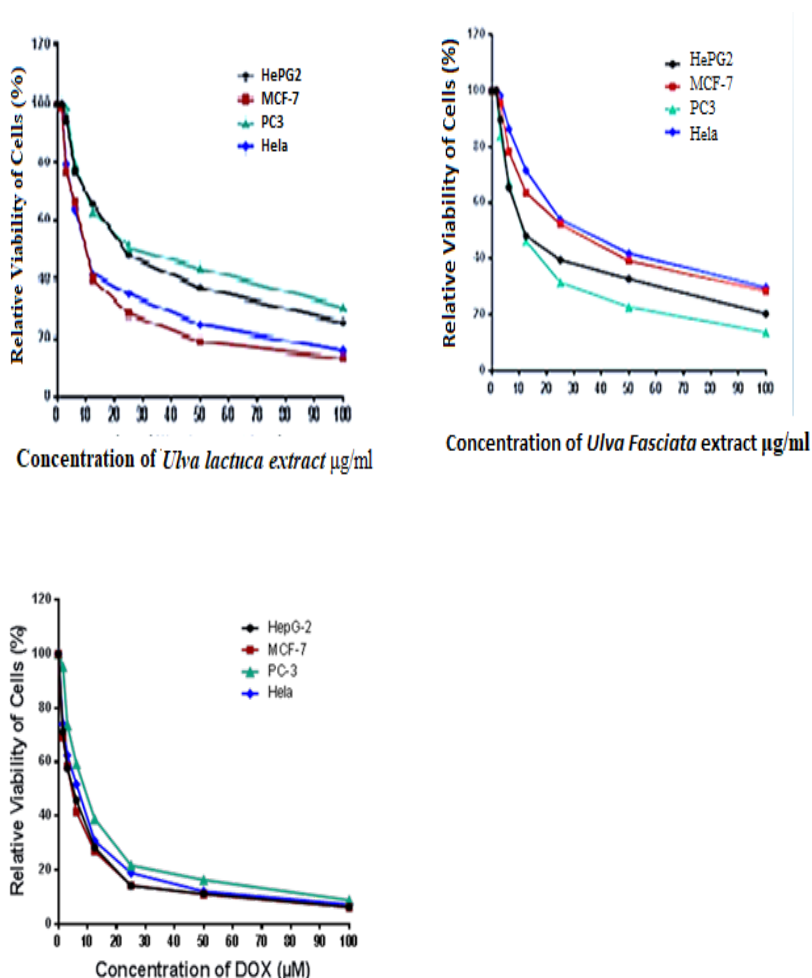 120
100
80
60
40
20
0
Relative Viability of Cells (%)
HePG2
MCF-7
PC3
Hela
0 10 20 30 40 50 60 70 80 90 100
Concentration of Ulva lactuca extract µg/ml
120
100
80
60
40
20
0
Relative Viability of Cells (%)
HePG2
MCF-7
PC3
Hela
0 10 20 30 40 50 60 70 80 90 100
Concentration of Ulva Fasciata extract µg/ml
120
100
80
60
40
20
0
Relative Viability of Cells (%)
HepG-2
MCF-7
PC-3
Hela
0 10 20 30 40 50 60 70 80 90 100
Concentration of DOX (µM)